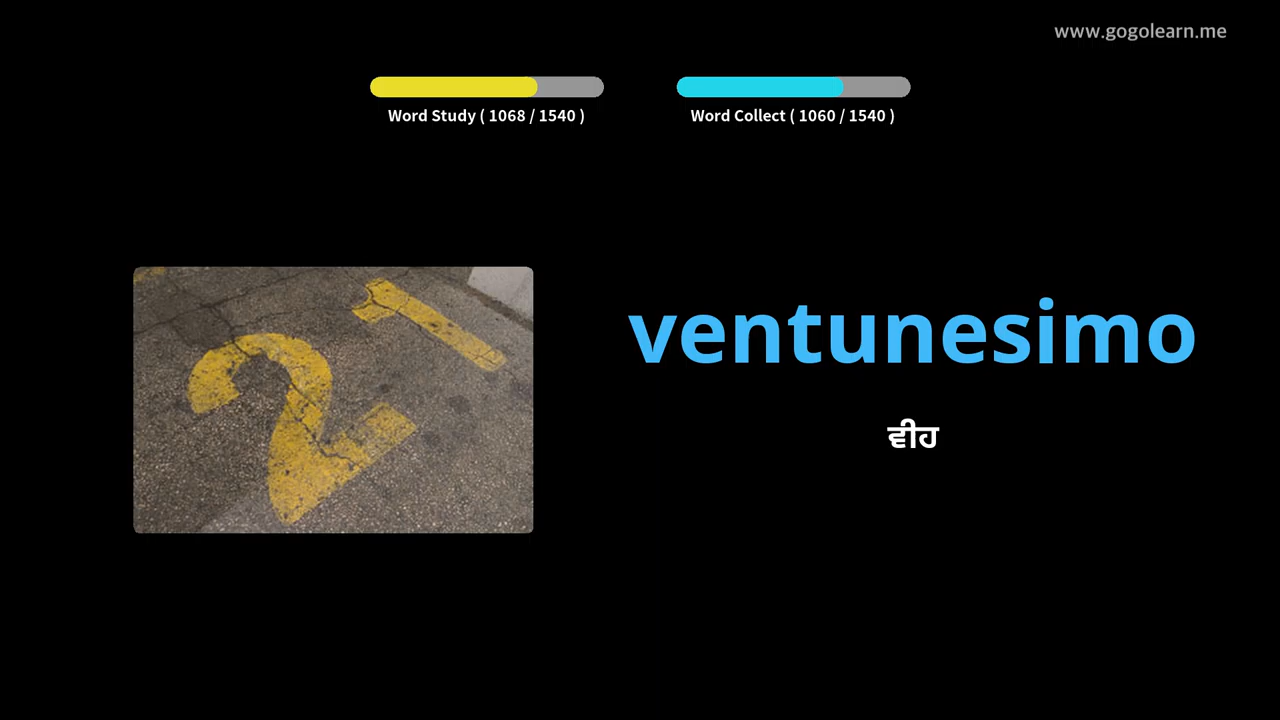 www.gogolearn.me
Word Study ( 1068 / 1540 )
Word Collect ( 1060 / 1540 )
21
ventunesimo
ਵੀਹ